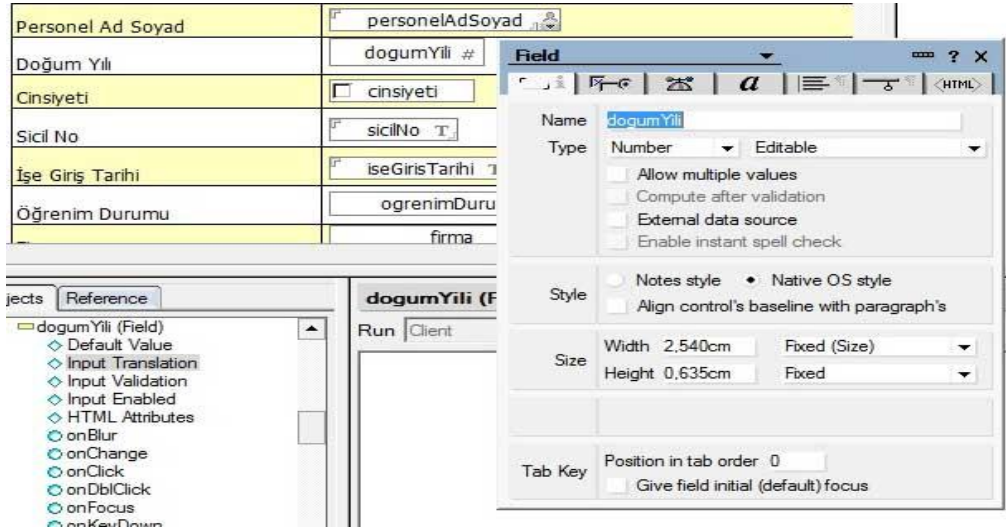 Personel Ad Soyad
personelAdSoyad
Doğum Yılı
dogumYili #
Cinsiyeti
cinsiyeti
Sicil No
sicilNo T
İşe Giriş Tarihi
iseGirisTarihi T
Öğrenim Durumu
ogrenimDuru
firma
Field
? X
i
a
<HTML>
Name dogumYili
Type Number Editable
Allow multiple values
Compute after validation
External data source
Enable instant spell check
Style
Notes style
Native OS style
Align control's baseline with paragraph's
Size
Width 2,540cm Fixed (Size)
Height 0,635cm Fixed
Tab Key
Position in tab order 0
Give field initial (default) focus
jects
Reference
dogumYili (Field)
Default Value
Input Translation
Input Validation
Input Enabled
HTML Attributes
onBlur
onChange
onClick
onDblClick
onFocus
onKeyDown
dogumYili (F
Run Client